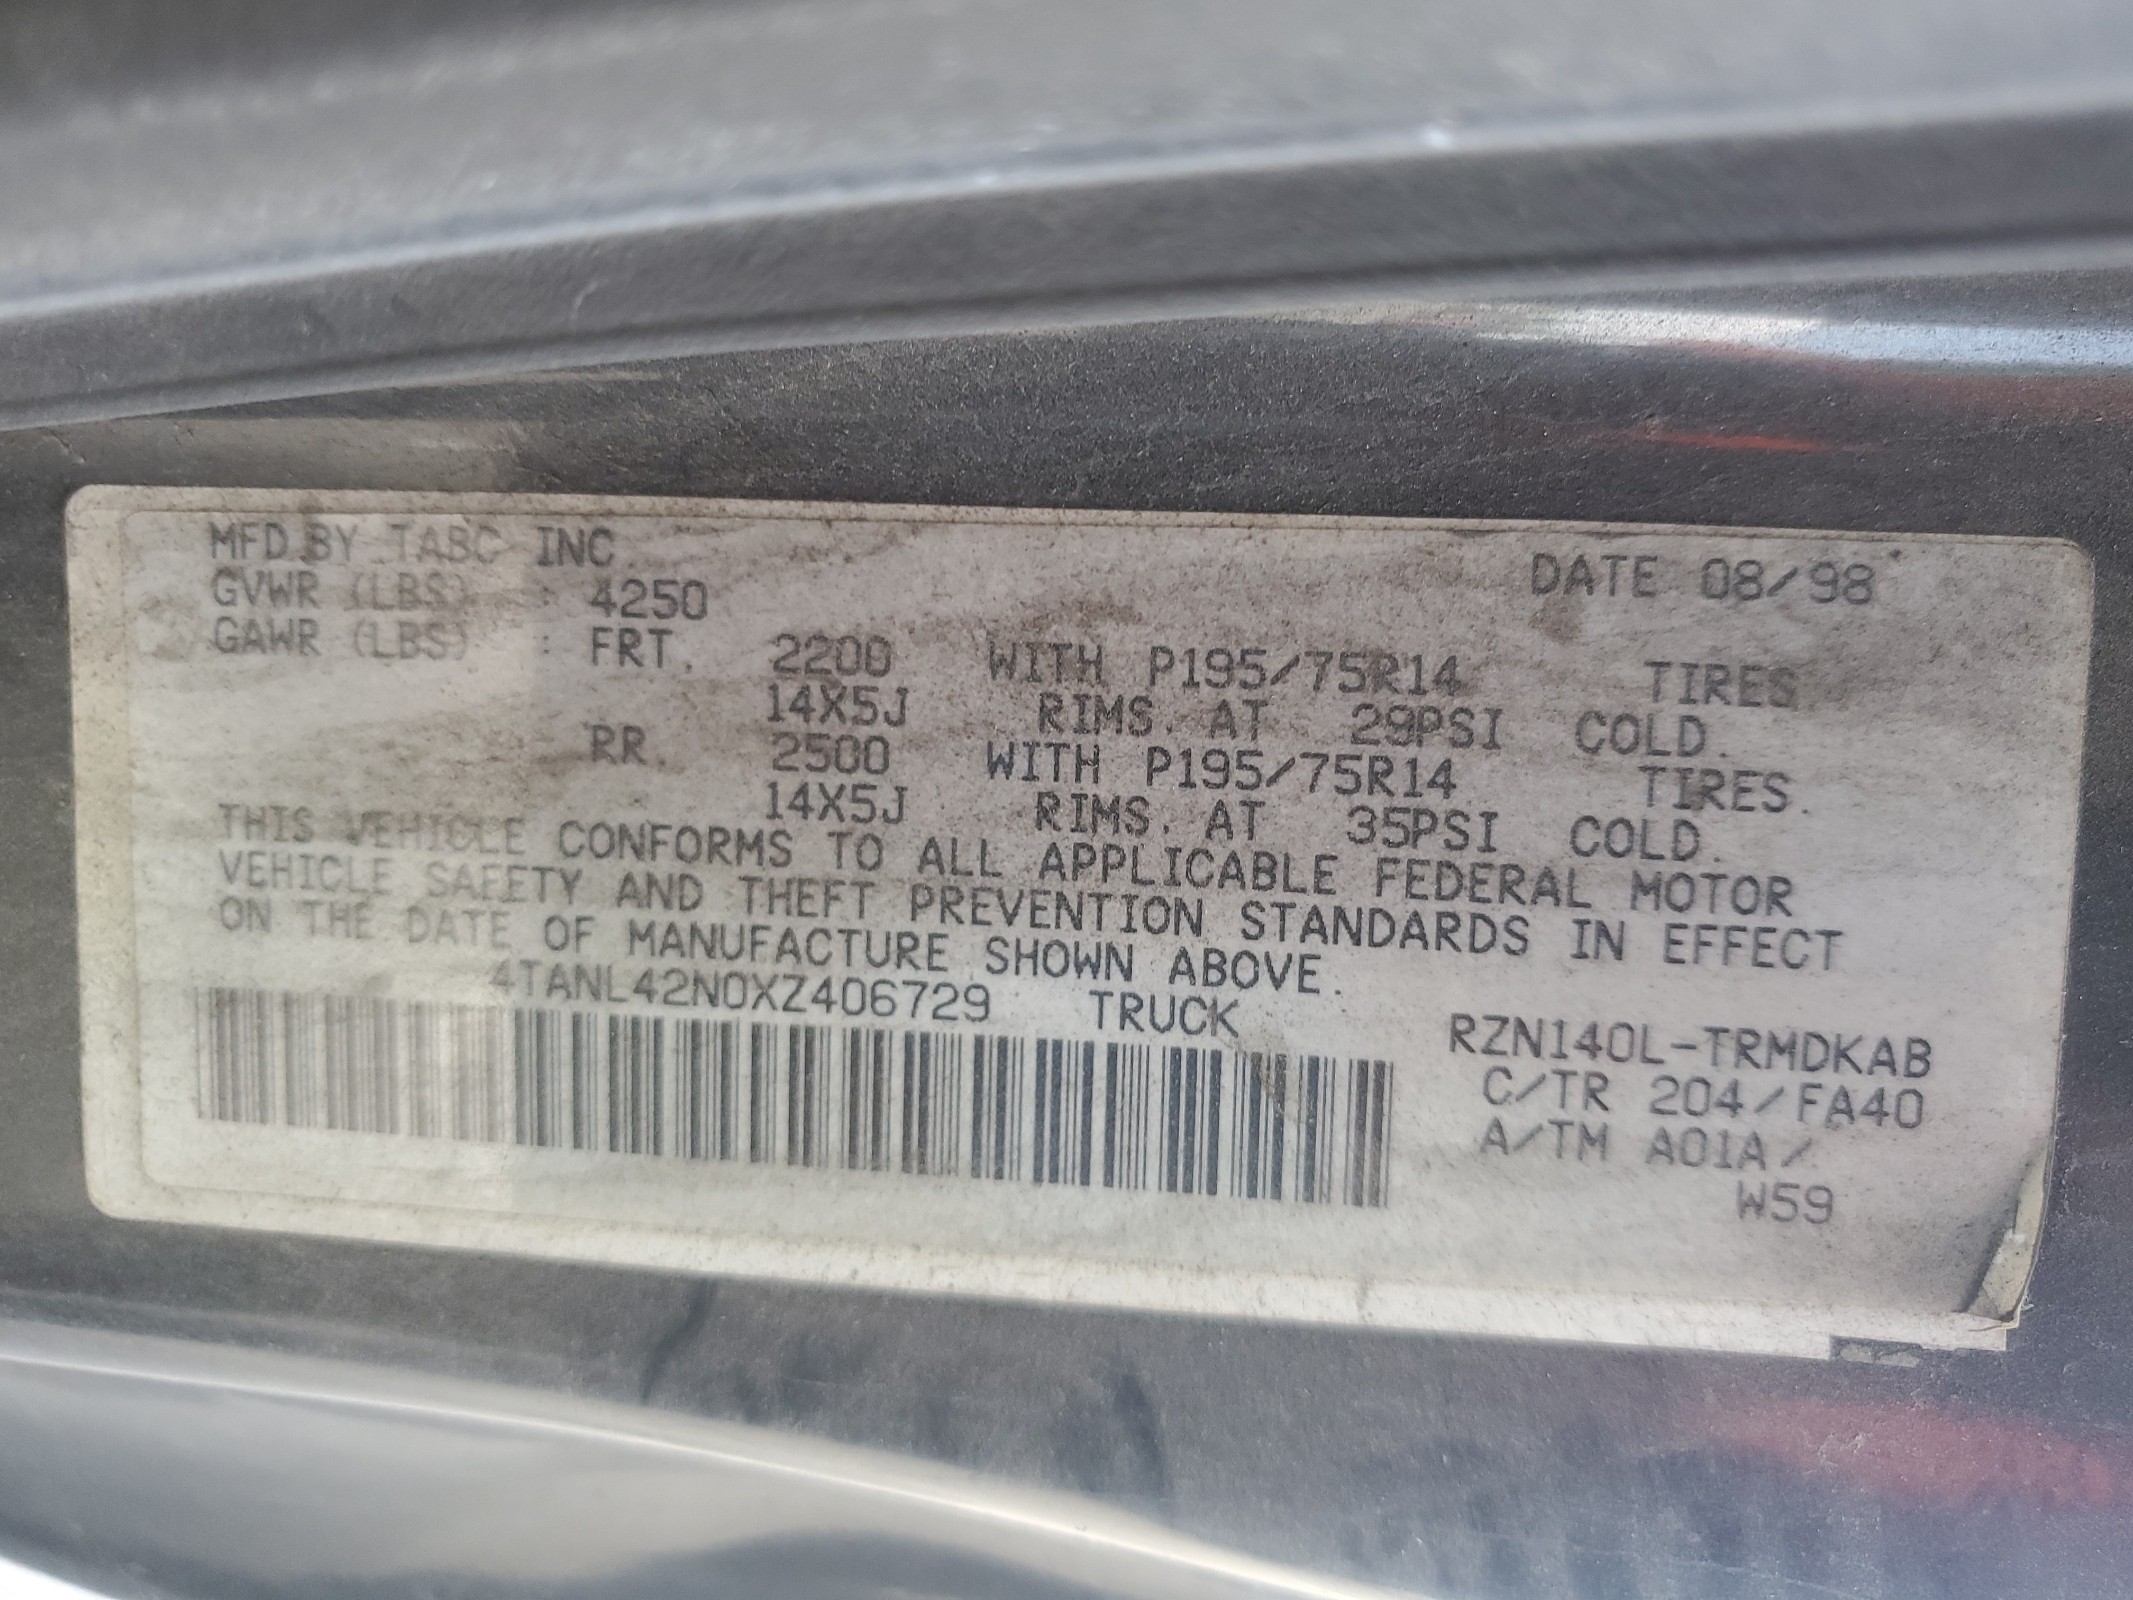 MFD.BY TABC INC.
DATE 08/98
GVWR (LBS) : 4250
GAWR (LBS) : FRT. 2200 WITH P195/75R14 TIRES
14X5J RIMS. AT 29PSI COLD.
RR. 2500 WITH P195/75R14 TIRES.
14X5J RIMS. AT 35PSI COLD.
THIS VEHICLE CONFORMS TO ALL APPLICABLE FEDERAL MOTOR
VEHICLE SAFETY AND THEFT PREVENTION STANDARDS IN EFFECT
ON THE DATE OF MANUFACTURE SHOWN ABOVE.
4TANL42N0XZ406729 TRUCK
RZN140L-TRMDKAB
C/TR 204/FA40
A/TM A01A/
W59